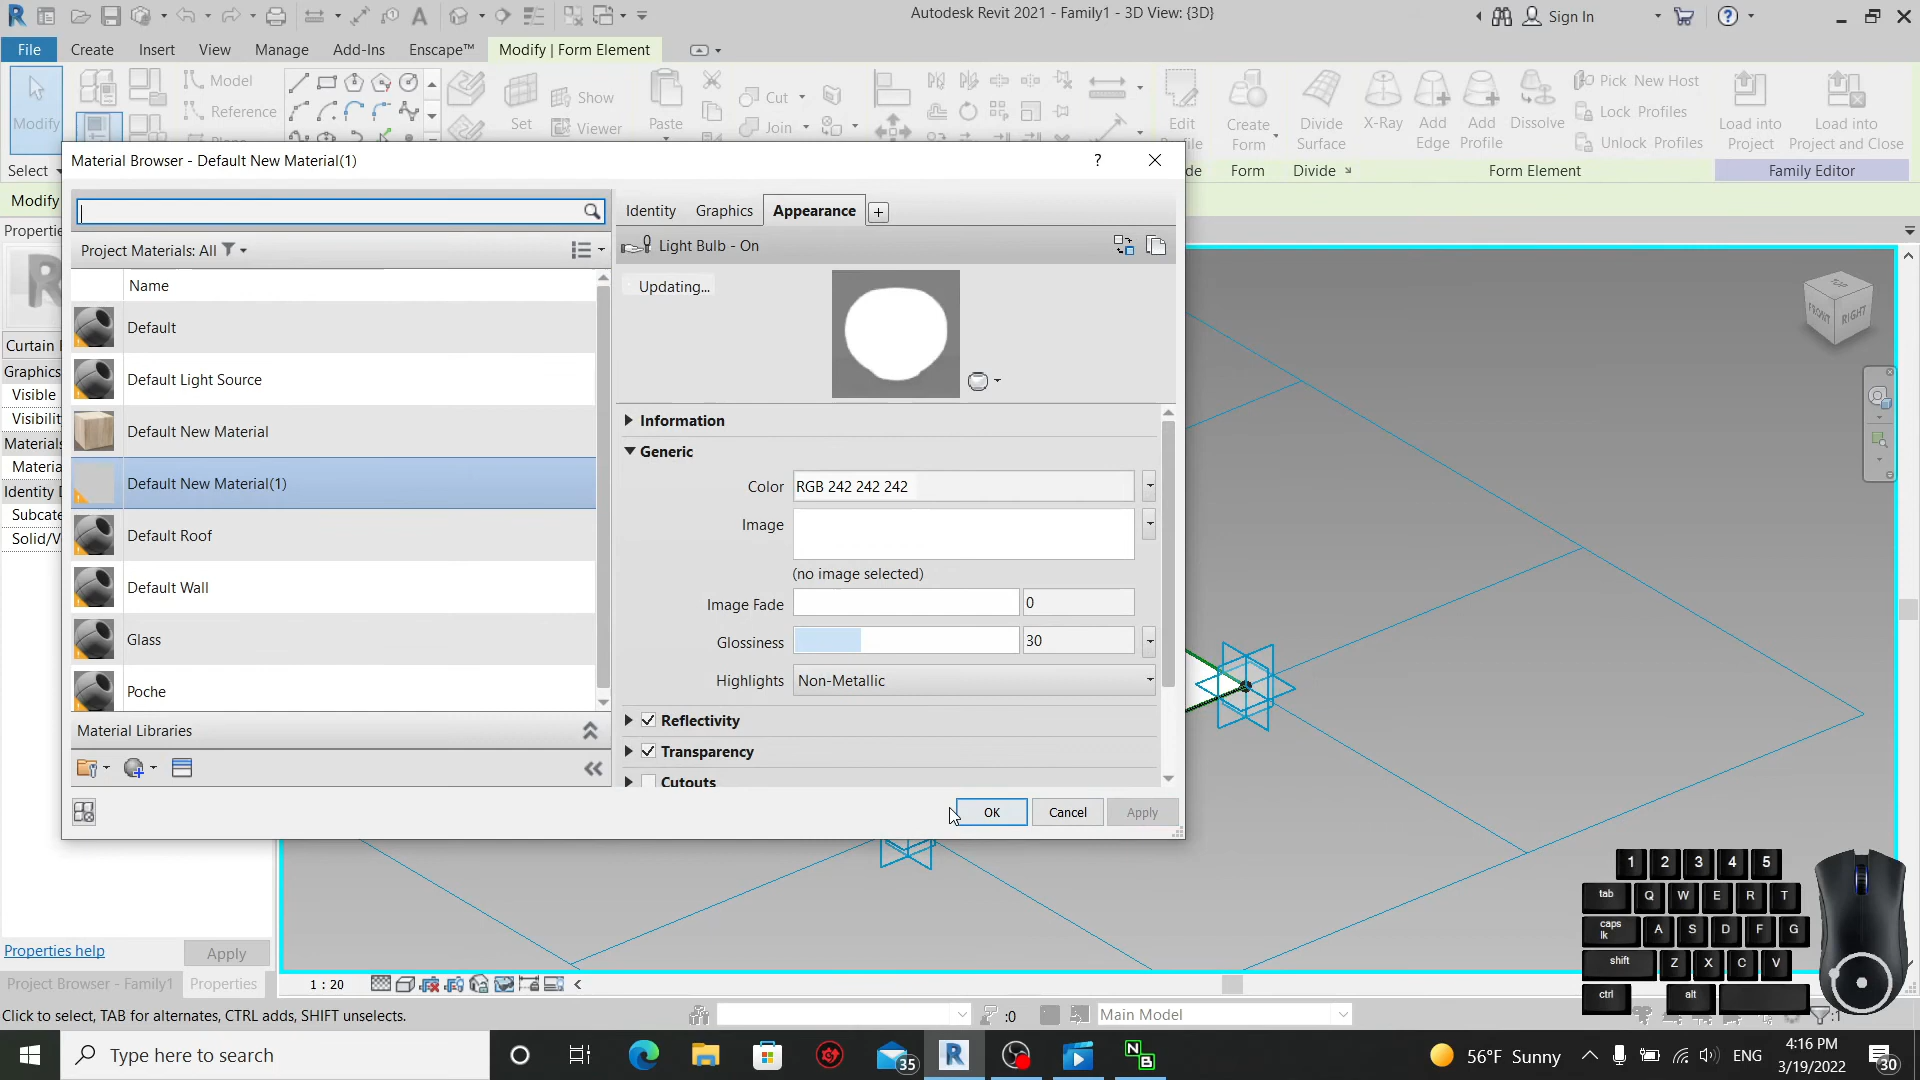 Autodesk Revit 2021 - Family1 - 3D View: {3D}
Sign In
File
Create
Insert
View
Manage
Add-Ins
Enscape™
Modify | Form Element
Modify
Model
Reference
Set
Show
Viewer
Paste
Cut
Join
Edit
Create
Form
Divide
Surface
X-Ray
Add
Edge
Add
Profile
Dissolve
Pick New Host
Lock Profiles
Unlock Profiles
Load into
Project
Load into
Project and Close
Select
Form
Divide
Form Element
Family Editor
Modify
Material Browser - Default New Material(1)
?
Project Materials: All
Name
Default
Default Light Source
Default New Material
Default New Material(1)
Default Roof
Default Wall
Glass
Poche
Material Libraries
Identity
Graphics
Appearance
Light Bulb - On
Updating...
Information
Generic
Color
RGB 242 242 242
Image
(no image selected)
Image Fade
0
Glossiness
30
Highlights
Non-Metallic
Reflectivity
Transparency
Cutouts
OK
Cancel
Apply
Graphics
Visible
Materials
TOP
FRONT
RIGHT
Properties help
Apply
Project Browser - Family1
Properties
1 : 20
Click to select, TAB for alternates, CTRL adds, SHIFT unselects.
:0
Main Model
:1
1 2 3 4 5
tab Q W E R T
caps lk A S D F G
shift Z X C V
ctrl alt
Type here to search
35
56°F Sunny
ENG
4:16 PM
3/19/2022
30